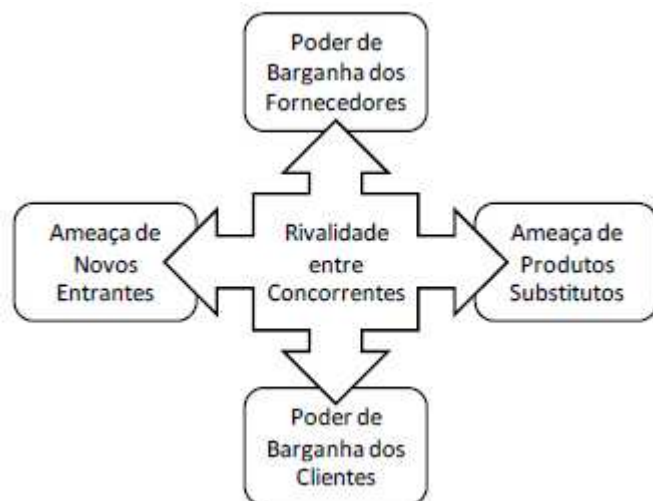 Poder de
Barganha dos
Fornecedores
Ameaça de
Novos
Entrantes
Rivalidade
entre
Concorrentes
Ameaça de
Produtos
Substitutos
Poder de
Barganha dos
Clientes